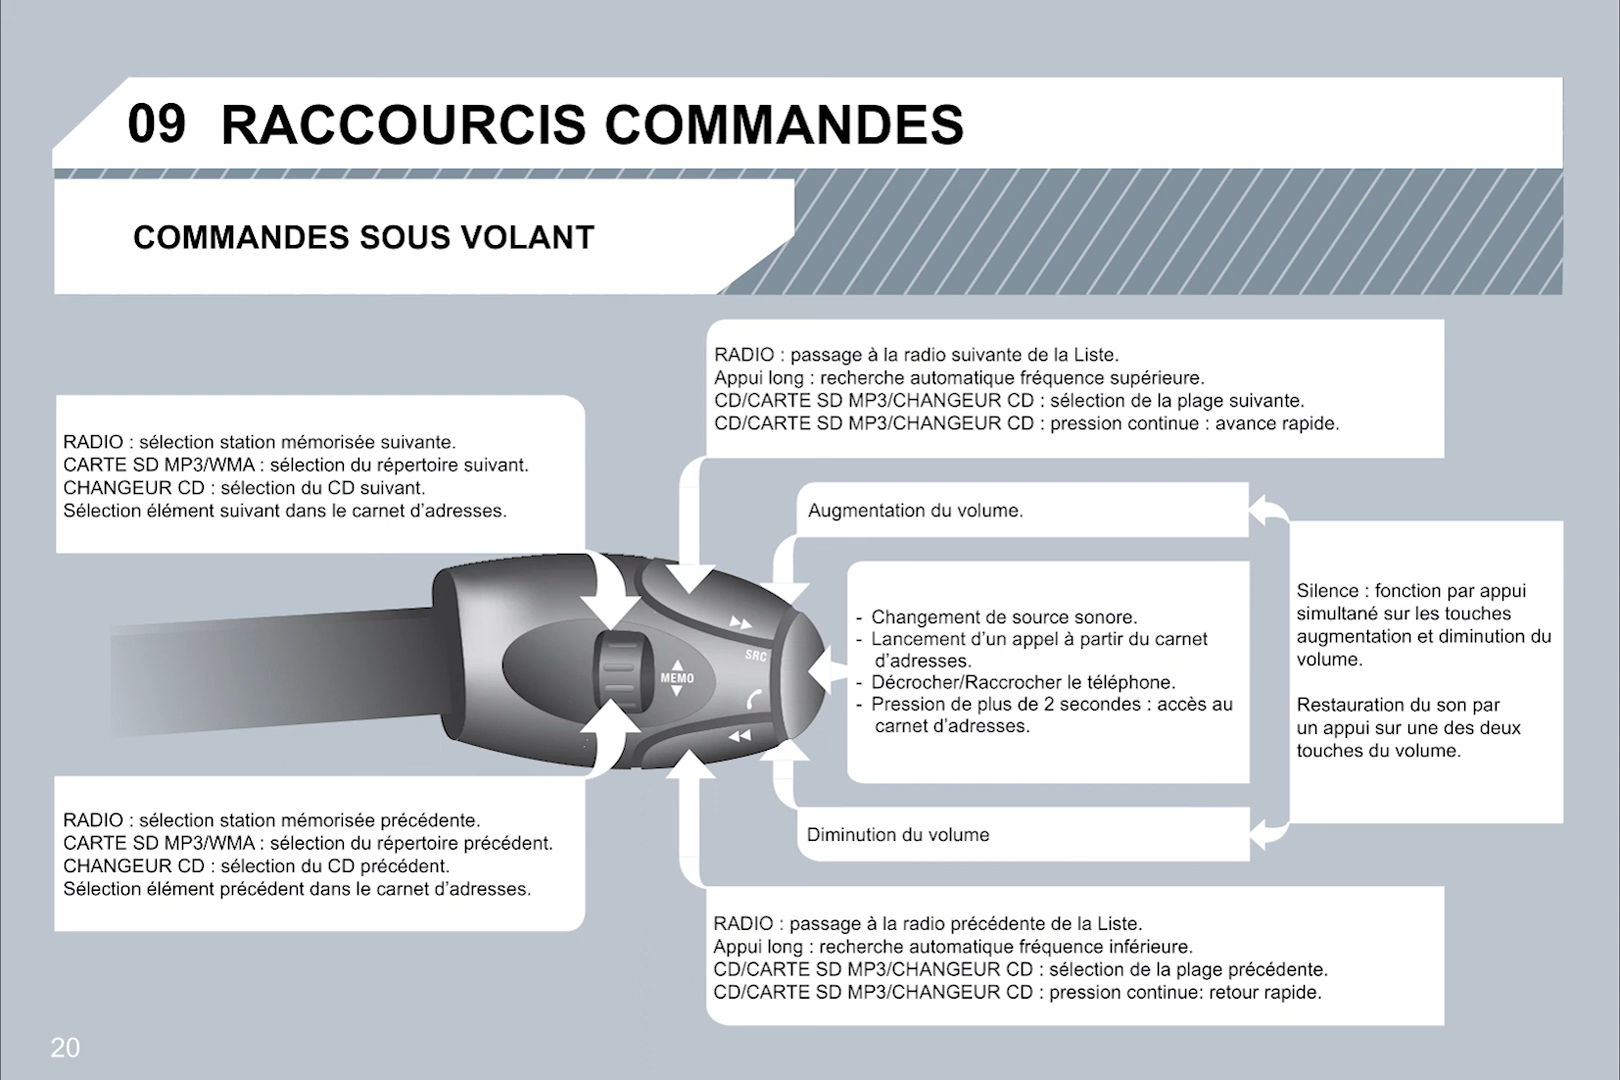 09 RACCOURCIS COMMANDES
COMMANDES SOUS VOLANT
RADIO : passage à la radio suivante de la Liste.
Appui long : recherche automatique fréquence supérieure.
CD/CARTE SD MP3/CHANGEUR CD : sélection de la plage suivante.
CD/CARTE SD MP3/CHANGEUR CD : pression continue : avance rapide.
RADIO : sélection station mémorisée suivante.
CARTE SD MP3/WMA : sélection du répertoire suivant.
CHANGEUR CD : sélection du CD suivant.
Sélection élément suivant dans le carnet d’adresses.
Augmentation du volume.
- Changement de source sonore.
- Lancement d’un appel à partir du carnet
d’adresses.
- Décrocher/Raccrocher le téléphone.
- Pression de plus de 2 secondes : accès au
carnet d’adresses.
Silence : fonction par appui
simultané sur les touches
augmentation et diminution du
volume.
Restauration du son par
un appui sur une des deux
touches du volume.
SRC
MEMO
RADIO : sélection station mémorisée précédente.
CARTE SD MP3/WMA : sélection du répertoire précédent.
CHANGEUR CD : sélection du CD précédent.
Sélection élément précédent dans le carnet d’adresses.
Diminution du volume
RADIO : passage à la radio précédente de la Liste.
Appui long : recherche automatique fréquence inférieure.
CD/CARTE SD MP3/CHANGEUR CD : sélection de la plage précédente.
CD/CARTE SD MP3/CHANGEUR CD : pression continue: retour rapide.
20